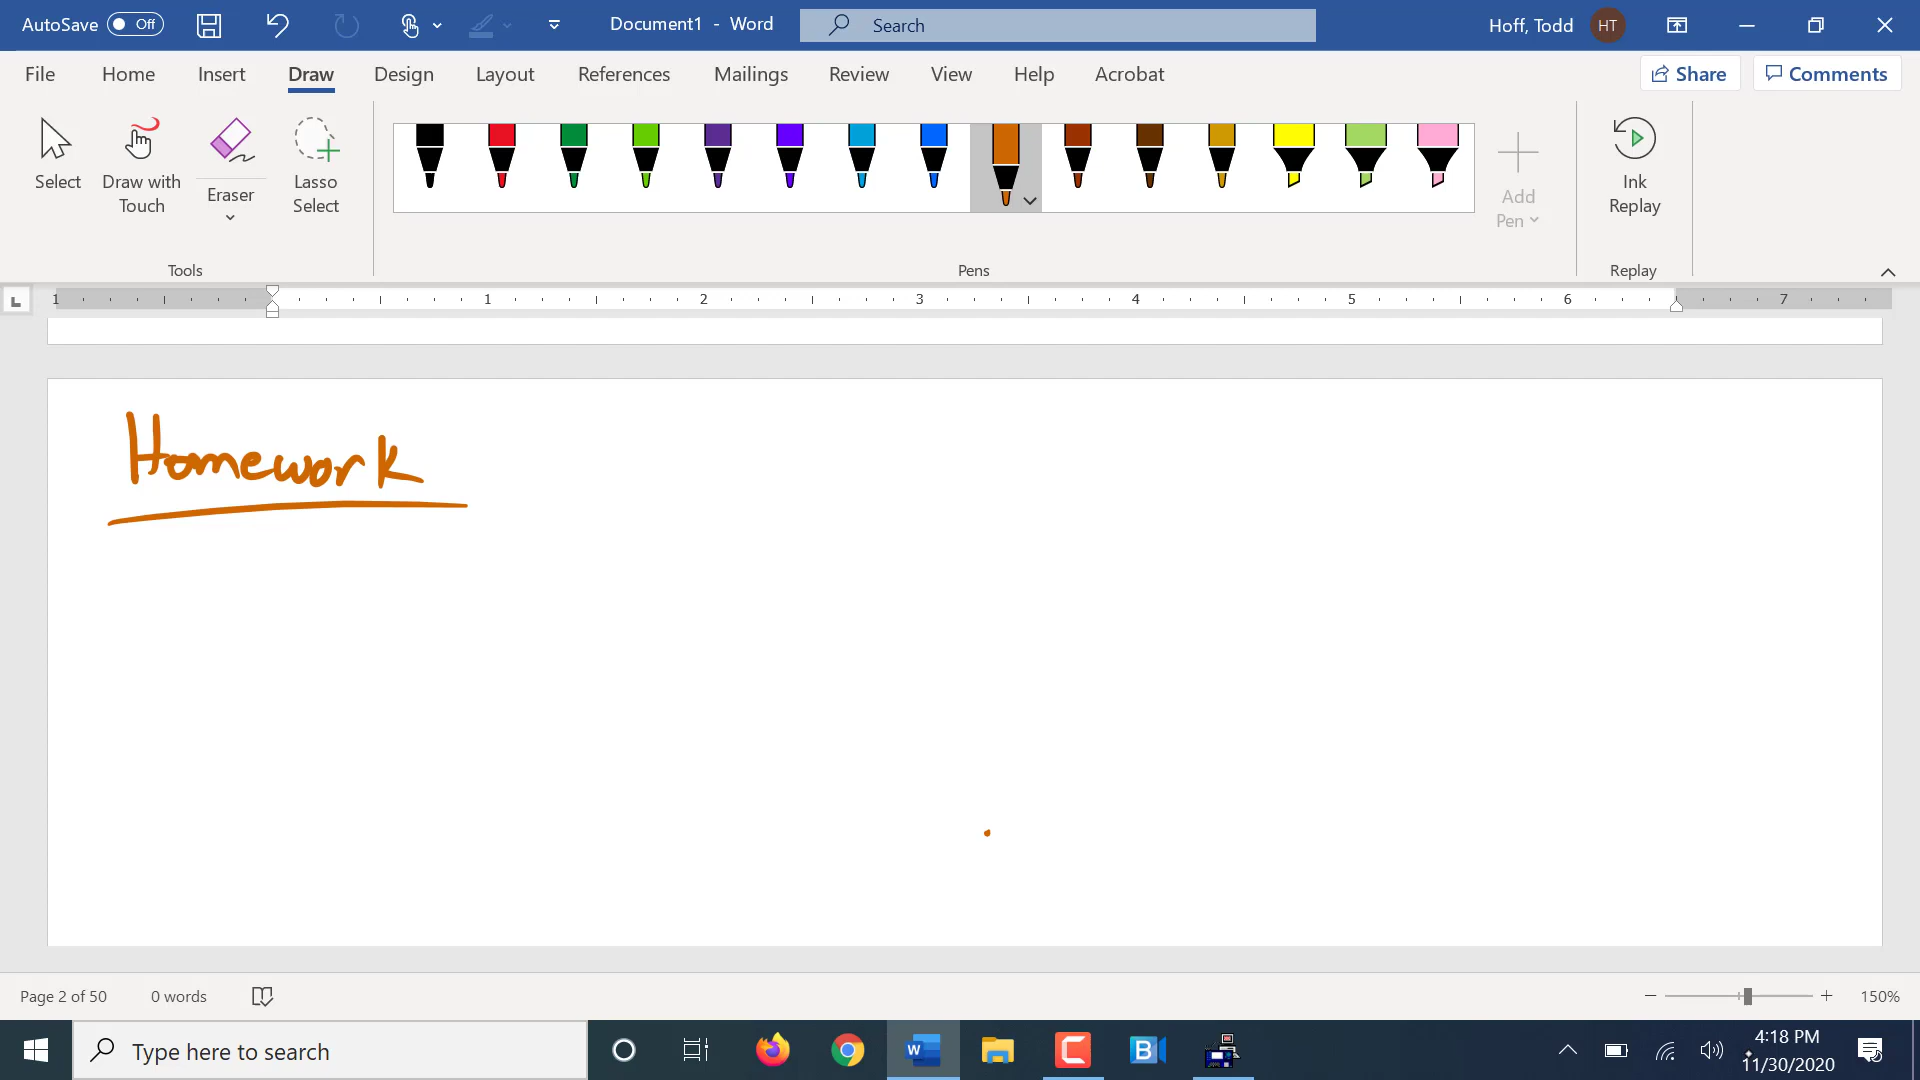 AutoSave Off Document1 - Word Search Hoff, Todd HT
File Home Insert Draw Design Layout References Mailings Review View Help Acrobat Share Comments
Select
Draw with Touch
Eraser
Lasso Select
Add Pen
Ink Replay
Tools Pens Replay
L 1 1 2 3 4 5 6 7
Homework
Page 2 of 50 0 words 150%
Type here to search
W
C
B
4:18 PM
11/30/2020